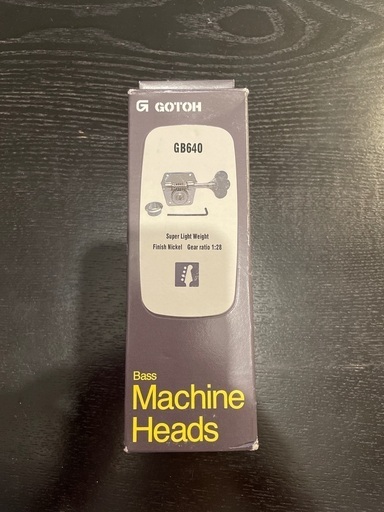 GOTOH
GB640
Super Light Weight
Finish Nickel Gear ratio 1:28
Bass
Machine
Heads